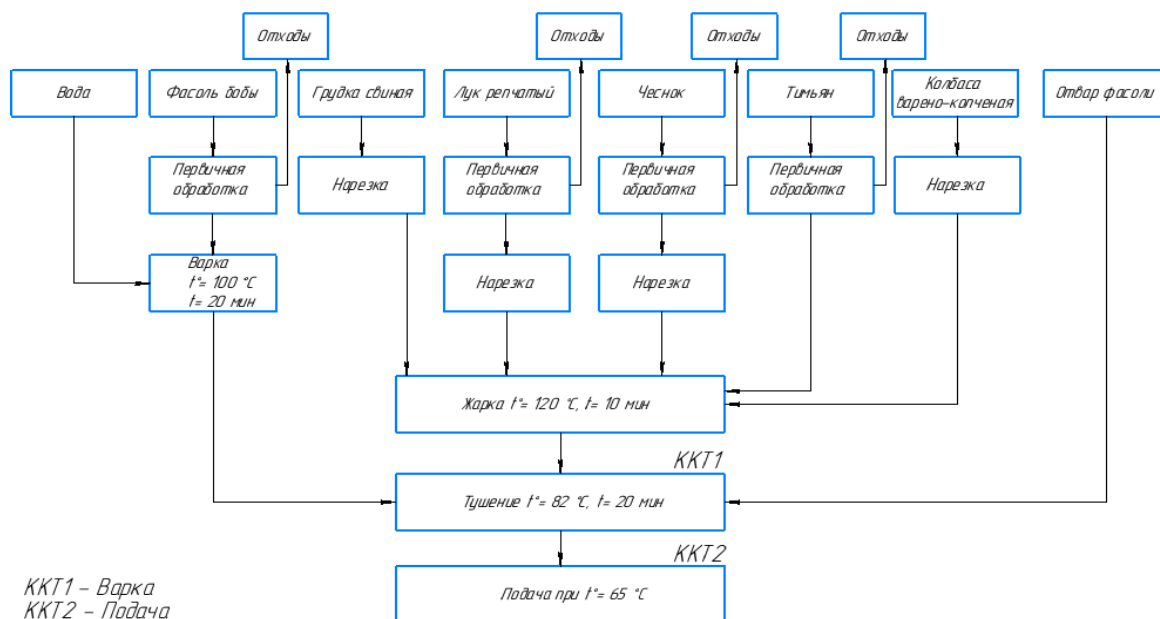 Отходы
Отходы
Отходы
Отходы
Вода
Фасоль бобы
Грудка свиная
Лук репчатый
Чеснок
Тимьян
Колбаса
варено-копченая
Отвар фасоли
Первичная
обработка
Нарезка
Первичная
обработка
Первичная
обработка
Первичная
обработка
Нарезка
Варка
t°= 100 °C
t= 20 мин
Нарезка
Нарезка
Жарка t°= 120 °C, t= 10 мин
ККТ1
Тушение t°= 82 °C, t= 20 мин
ККТ2
Подача при t°= 65 °C
ККТ1 – Варка
ККТ2 – Подача